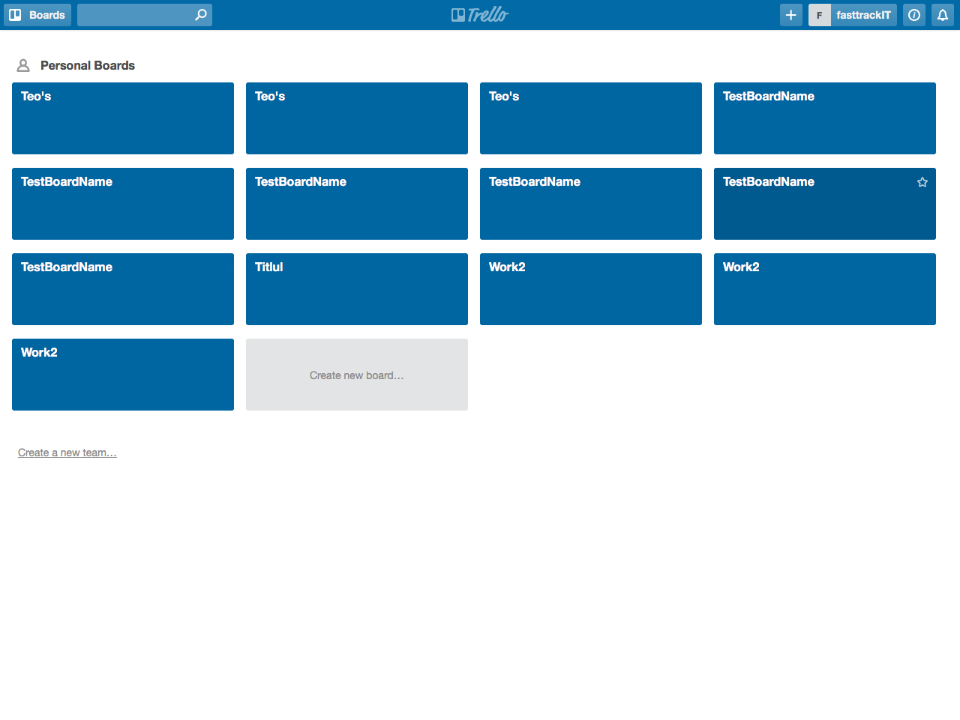 Boards Trello F fasttrackIT
Personal Boards
Teo's Teo's Teo's TestBoardName
TestBoardName TestBoardName TestBoardName TestBoardName
TestBoardName Titlul Work2 Work2
Work2 Create new board…
Create a new team…